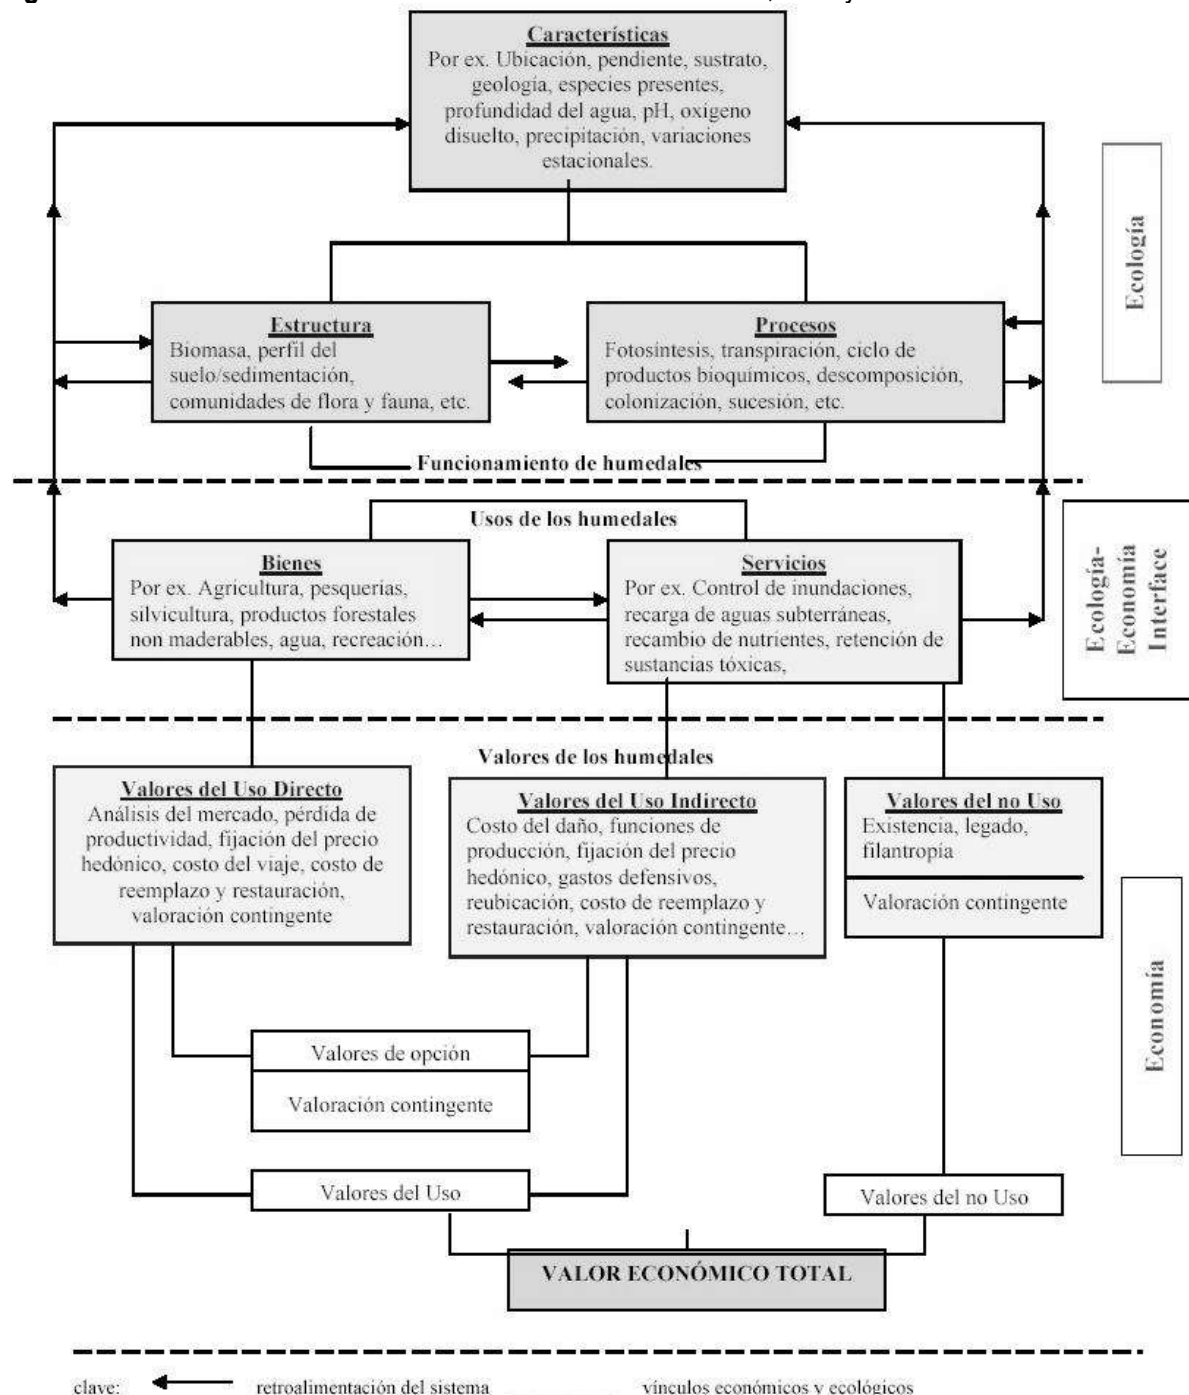 Características
Por ex. Ubicación, pendiente, sustrato,
geología, especies presentes,
profundidad del agua, pH, oxigeno
disuelto, precipitación, variaciones
estacionales.
Ecología
Estructura
Biomasa, perfil del
suelo/sedimentación,
comunidades de flora y fauna, etc.
Procesos
Fotosíntesis, transpiración, ciclo de
productos bioquímicos, descomposición,
colonización, sucesión, etc.
Funcionamiento de humedales
Usos de los humedales
Bienes
Por ex. Agricultura, pesquerías,
silvicultura, productos forestales
non maderables, agua, recreación…
Servicios
Por ex. Control de inundaciones,
recarga de aguas subterráneas,
recambio de nutrientes, retención de
sustancias tóxicas,
Ecología-
Economía
Interface
Valores de los humedales
Valores del Uso Directo
Análisis del mercado, pérdida de
productividad, fijación del precio
hedónico, costo del viaje, costo de
reemplazo y restauración,
valoración contingente
Valores del Uso Indirecto
Costo del daño, funciones de
producción, fijación del precio
hedónico, gastos defensivos,
reubicación, costo de reemplazo y
restauración, valoración contingente…
Valores del no Uso
Existencia, legado,
filantropía
Valoración contingente
Economía
Valores de opción
Valoración contingente
Valores del Uso
Valores del no Uso
VALOR ECONÓMICO TOTAL
clave:
retroalimentación del sistema
vínculos económicos y ecológicos